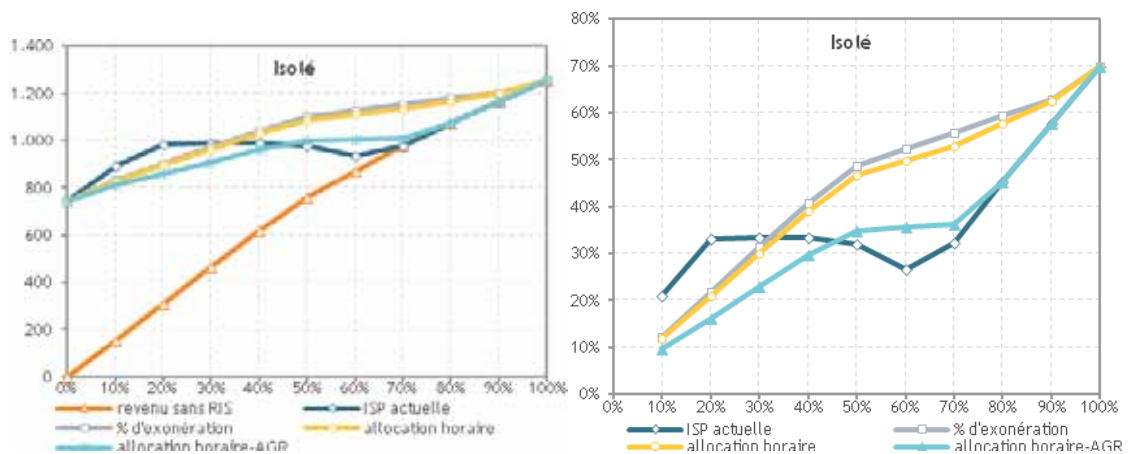 Isolé
1.400
1.200
1.000
800
600
400
200
0
0% 10% 20% 30% 40% 50% 60% 70% 80% 90% 100%
revenu sans RIS ISP actuelle
% d'exonération allocation horaire
allocation horaire-AGR
Isolé
80%
70%
60%
50%
40%
30%
20%
10%
0%
0% 10% 20% 30% 40% 50% 60% 70% 80% 90% 100%
ISP actuelle % d'exonération
allocation horaire allocation horaire-AGR